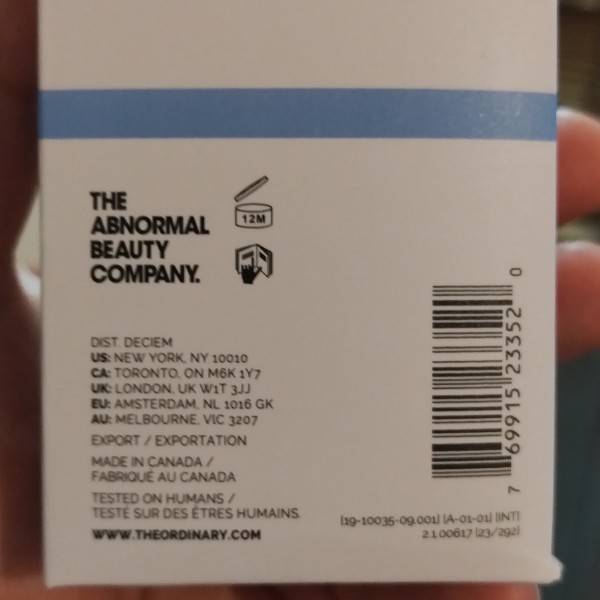 THE
ABNORMAL
BEAUTY
COMPANY.
12M
DIST. DECIEM
US: NEW YORK, NY 10010
CA: TORONTO, ON M6K 1Y7
UK: LONDON, UK W1T 3JJ
EU: AMSTERDAM, NL 1016 GK
AU: MELBOURNE, VIC 3207
EXPORT / EXPORTATION
MADE IN CANADA /
FABRIQUÉ AU CANADA
TESTED ON HUMANS /
TESTÉ SUR DES ÊTRES HUMAINS.
WWW.THEORDINARY.COM
7 69915 23352 0
[19-10035-09.001] [A-01-01] [INT]
2.1.00617 [23/292]